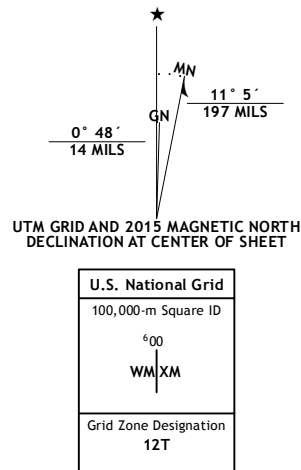 ★
MN
GN
11° 5´
197 MILS
0° 48´
14 MILS
UTM GRID AND 2015 MAGNETIC NORTH
DECLINATION AT CENTER OF SHEET
U.S. National Grid
100,000-m Square ID
⁶00
WM XM
Grid Zone Designation
12T